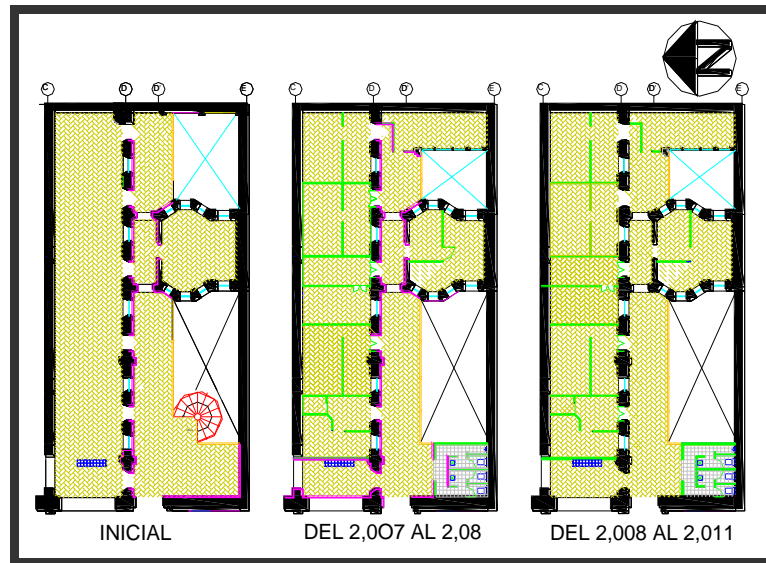 N
C D D' E
C D D' E
C D D' E
INICIAL
DEL 2,0O7 AL 2,08
DEL 2,008 AL 2,011